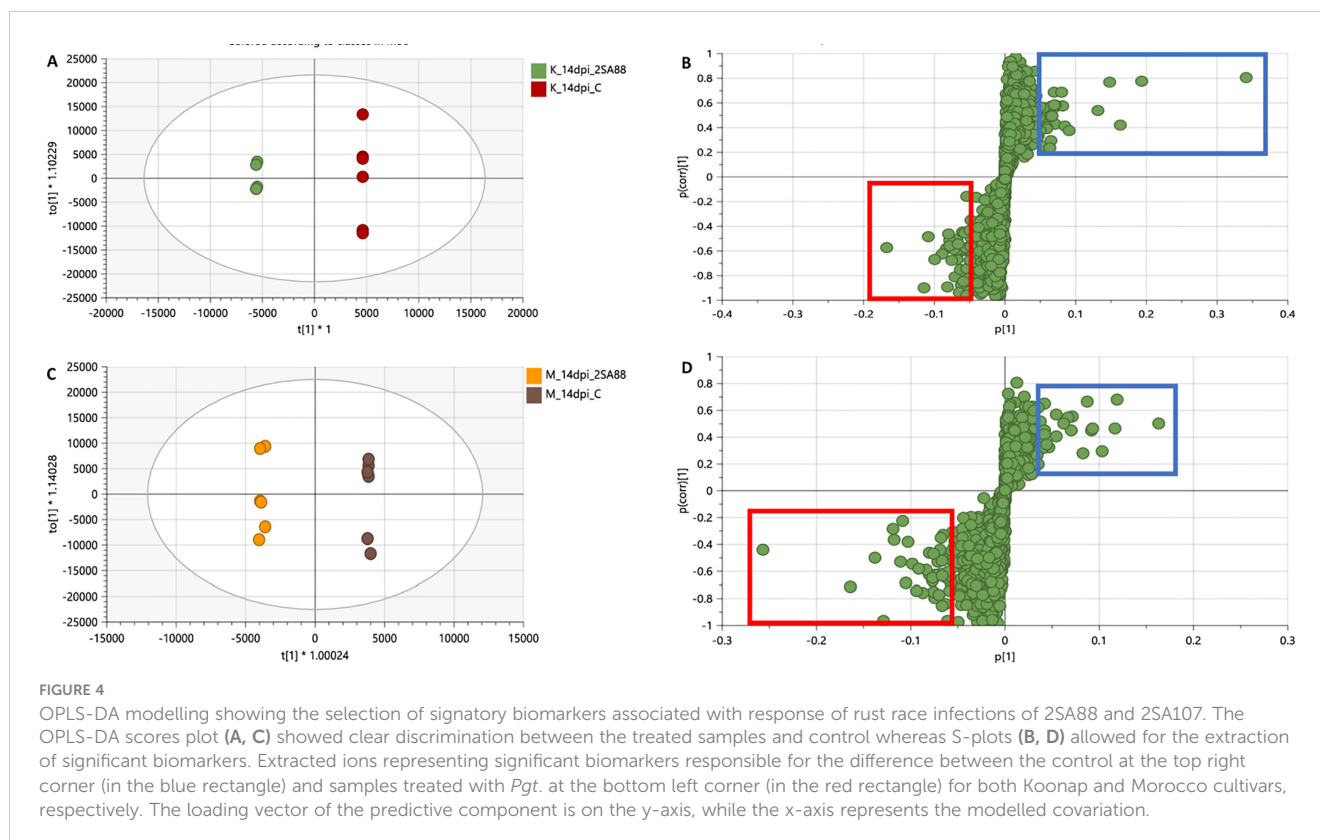 A
25000
20000
15000
10000
5000
0
-5000
-10000
-15000
-20000
-25000
to[1] * 1.10229
-20000 -15000 -10000 -5000 0 5000 10000 15000 20000
t[1] * 1
K_14dpi_2SA88
K_14dpi_C
B
1
0.8
0.6
0.4
0.2
0
-0.2
-0.4
-0.6
-0.8
-1
p(corr)[1]
-0.4 -0.3 -0.2 -0.1 0 0.1 0.2 0.3 0.4
p[1]
C
25000
20000
15000
10000
5000
0
-5000
-10000
-15000
-20000
-25000
to[1] * 1.14028
-15000 -10000 -5000 0 5000 10000 15000
t[1] * 1.00024
M_14dpi_2SA88
M_14dpi_C
D
1
0.8
0.6
0.4
0.2
0
-0.2
-0.4
-0.6
-0.8
-1
p(corr)[1]
-0.3 -0.2 -0.1 0 0.1 0.2 0.3
p[1]
FIGURE 4
OPLS-DA modelling showing the selection of signatory biomarkers associated with response of rust race infections of 2SA88 and 2SA107. The
OPLS-DA scores plot (A, C) showed clear discrimination between the treated samples and control whereas S-plots (B, D) allowed for the extraction
of significant biomarkers. Extracted ions representing significant biomarkers responsible for the difference between the control at the top right
corner (in the blue rectangle) and samples treated with Pgt. at the bottom left corner (in the red rectangle) for both Koonap and Morocco cultivars,
respectively. The loading vector of the predictive component is on the y-axis, while the x-axis represents the modelled covariation.